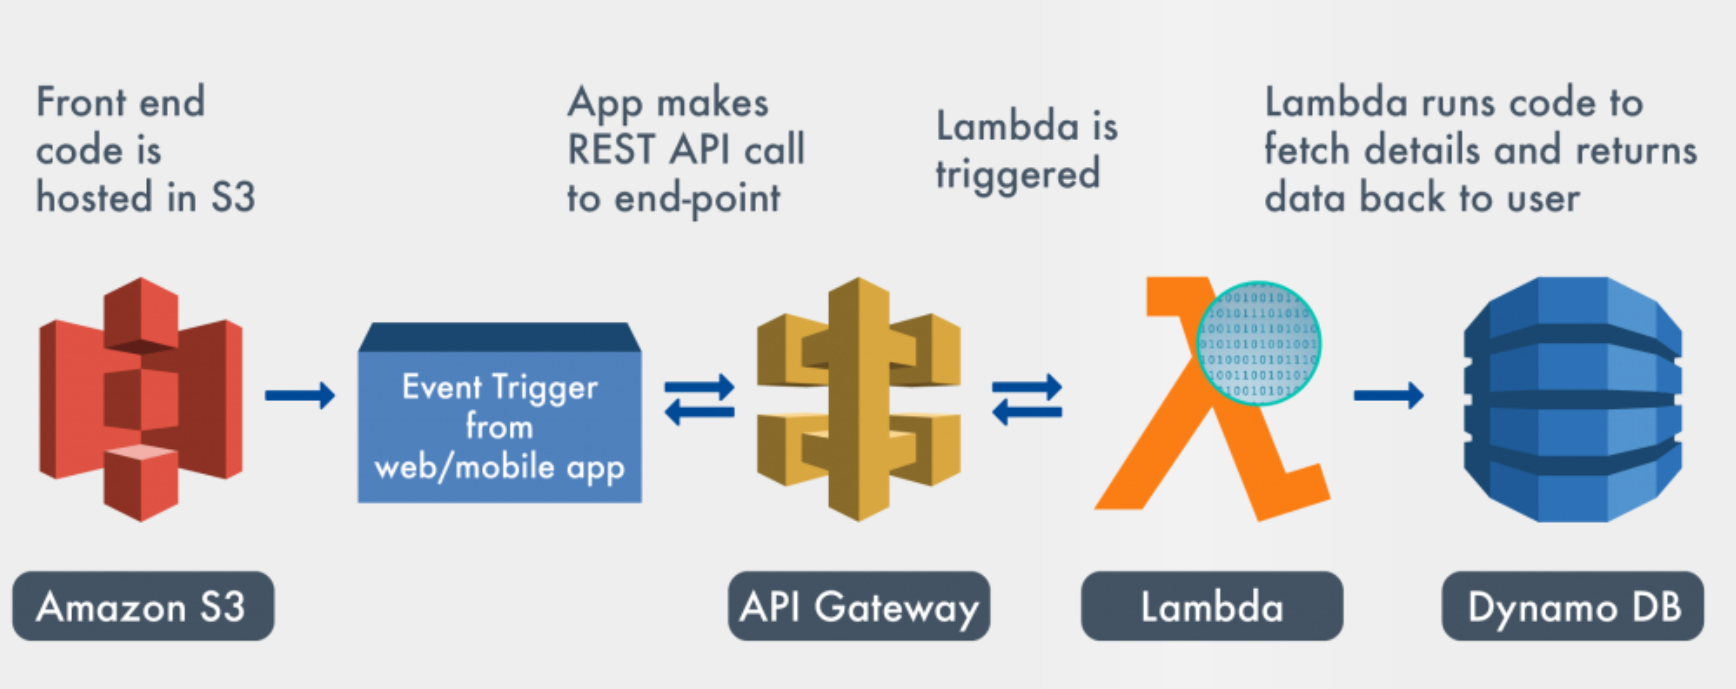 Front end
code is
hosted in S3
App makes
REST API call
to end-point
Lambda is
triggered
Lambda runs code to
fetch details and returns
data back to user
Event Trigger
from
web/mobile app
Amazon S3
API Gateway
Lambda
Dynamo DB